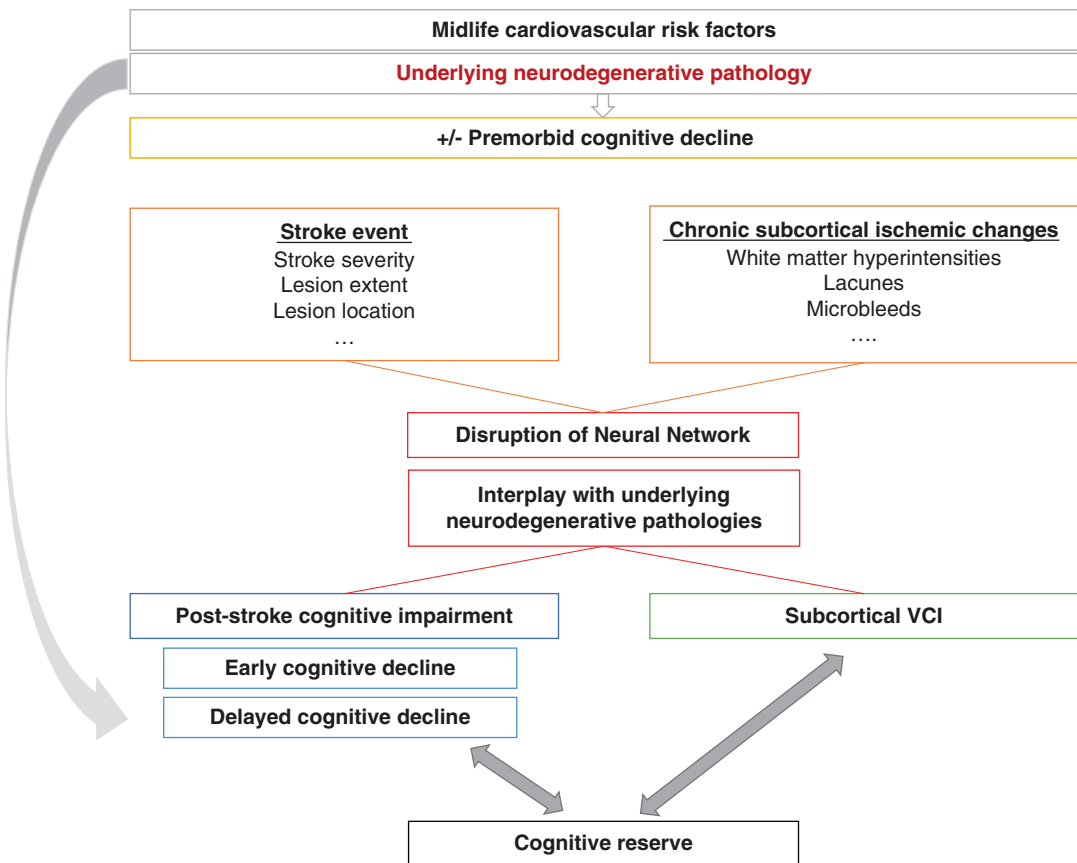 Midlife cardiovascular risk factors
Underlying neurodegenerative pathology
+/- Premorbid cognitive decline
Stroke event
Stroke severity
Lesion extent
Lesion location
…
Chronic subcortical ischemic changes
White matter hyperintensities
Lacunes
Microbleeds
….
Disruption of Neural Network
Interplay with underlying
neurodegenerative pathologies
Post-stroke cognitive impairment
Early cognitive decline
Delayed cognitive decline
Subcortical VCI
Cognitive reserve